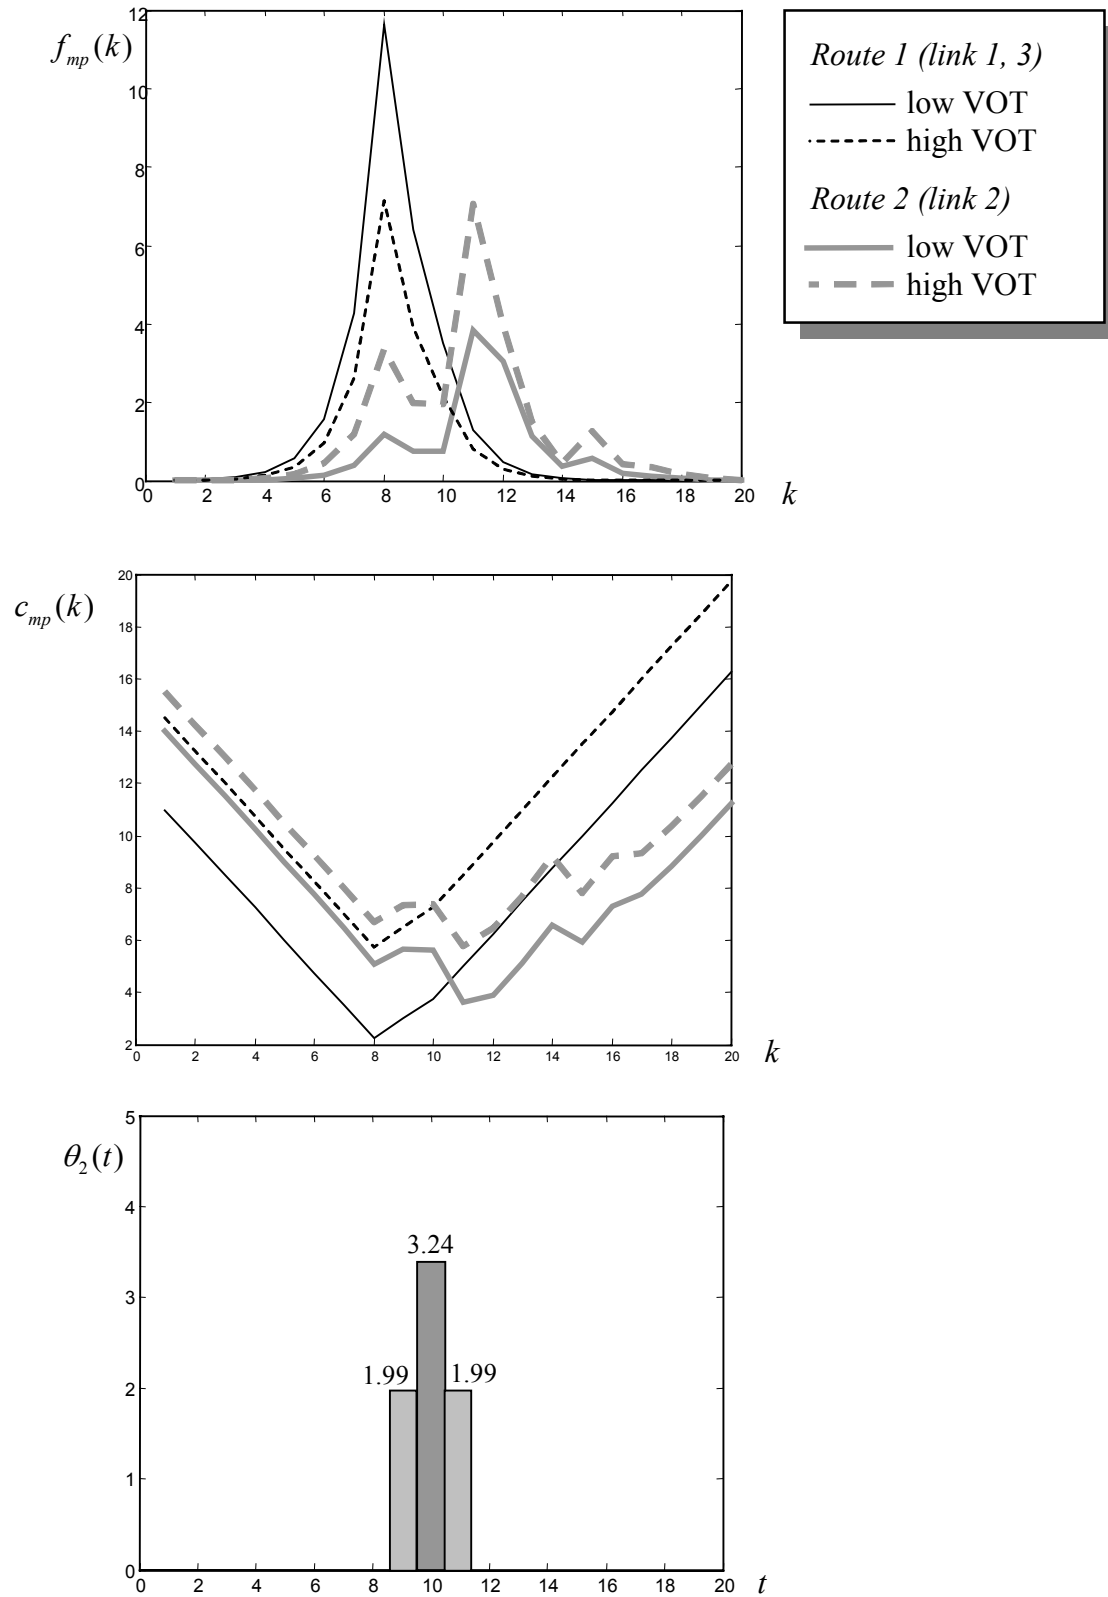 f_mp(k)
12
10
8
6
4
2
0
0 2 4 6 8 10 12 14 16 18 20
k
Route 1 (link 1, 3)
low VOT
high VOT
Route 2 (link 2)
low VOT
high VOT
c_mp(k)
20
18
16
14
12
10
8
6
4
2
0 2 4 6 8 10 12 14 16 18 20
k
θ_2(t)
5
4
3
2
1
0
3.24
1.99 1.99
0 2 4 6 8 10 12 14 16 18 20
t